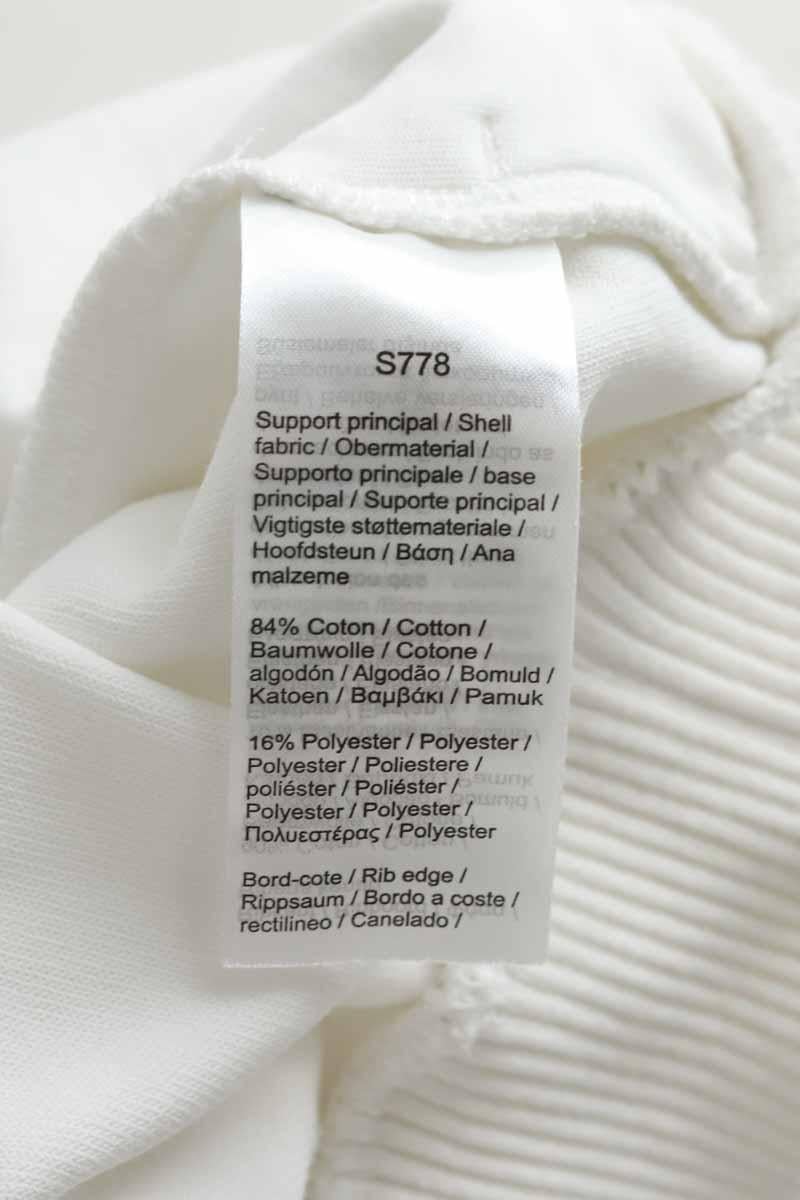 S778
Support principal / Shell
fabric / Obermaterial /
Supporto principale / base
principal / Suporte principal /
Vigtigste støttemateriale /
Hoofdsteun / Βάση / Ana
malzeme
84% Coton / Cotton /
Baumwolle / Cotone /
algodón / Algodão / Bomuld /
Katoen / Βαμβάκι / Pamuk
16% Polyester / Polyester /
Polyester / Poliestere /
poliéster / Poliéster /
Polyester / Polyester /
Πολυεστέρας / Polyester
Bord-cote / Rib edge /
Rippsaum / Bordo a coste /
rectilineo / Canelado /